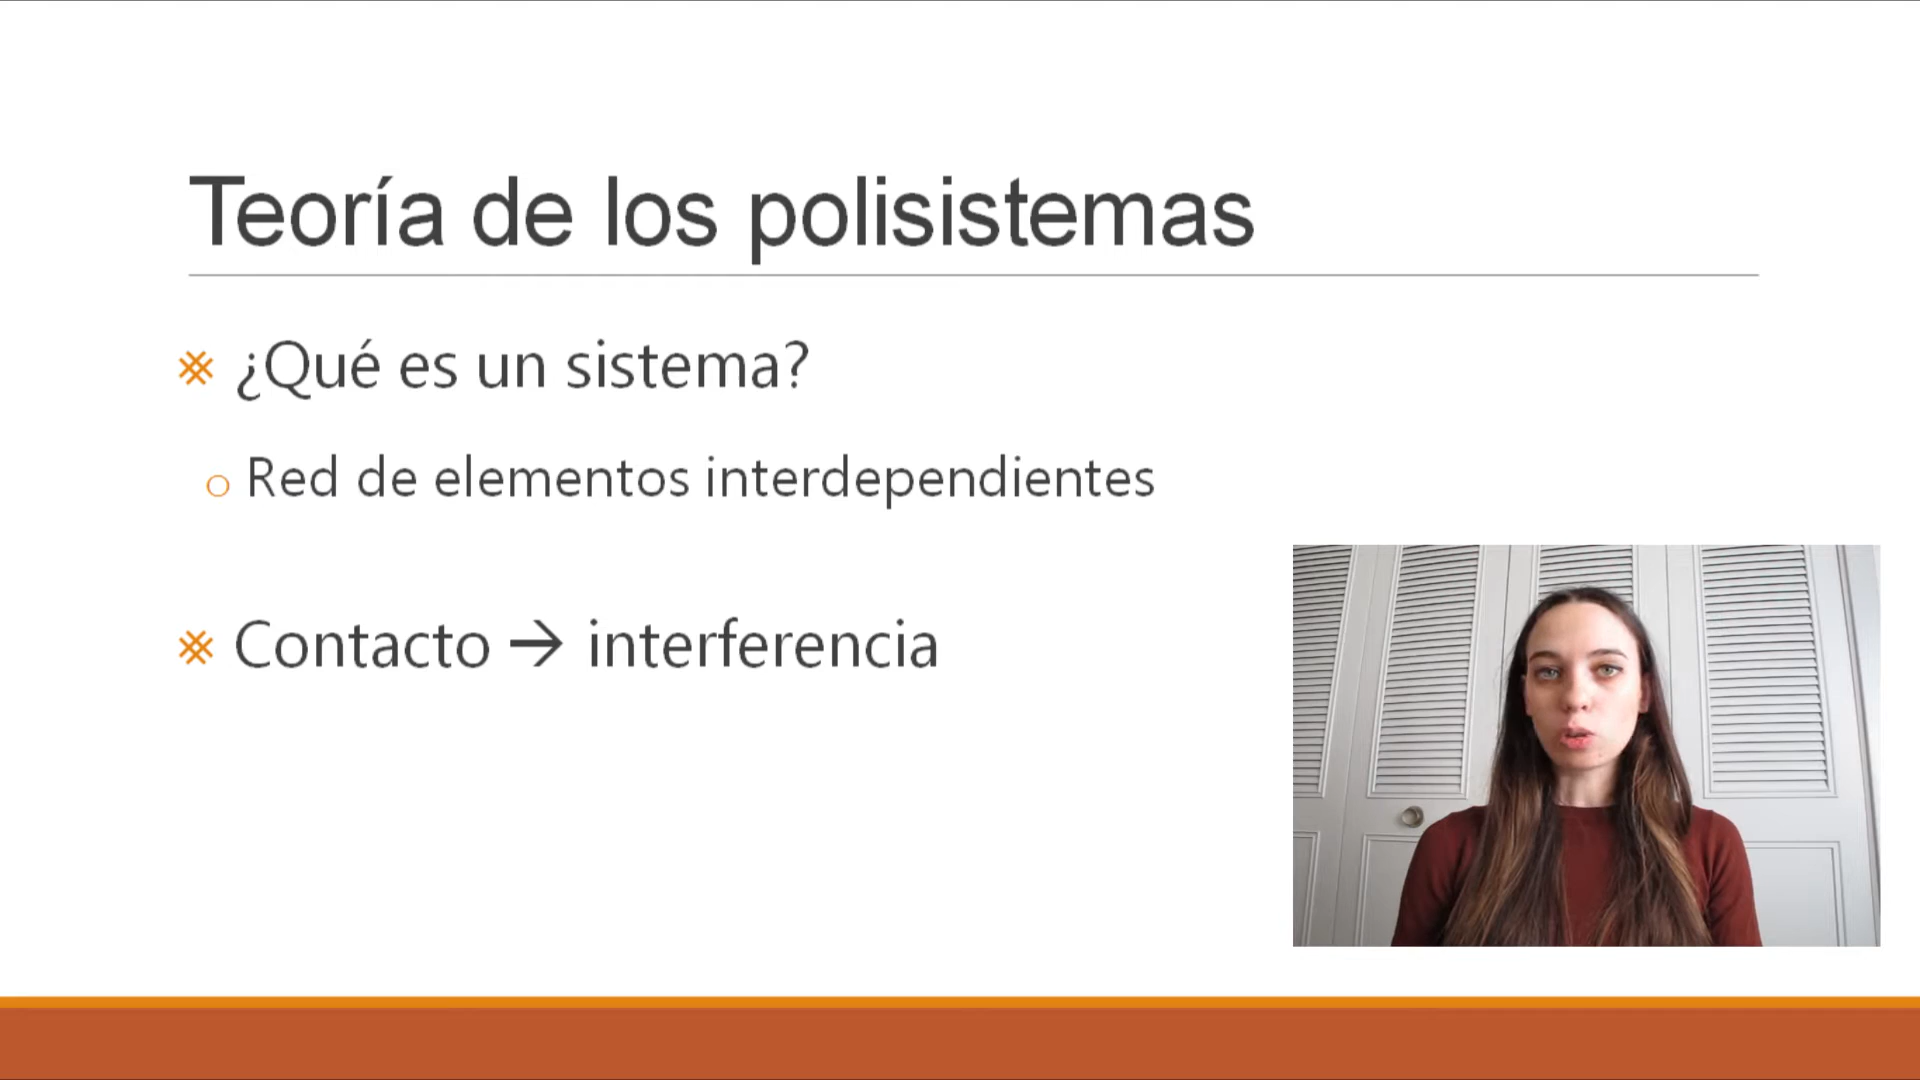 Teoría de los polisistemas
¿Qué es un sistema?
Red de elementos interdependientes
Contacto → interferencia